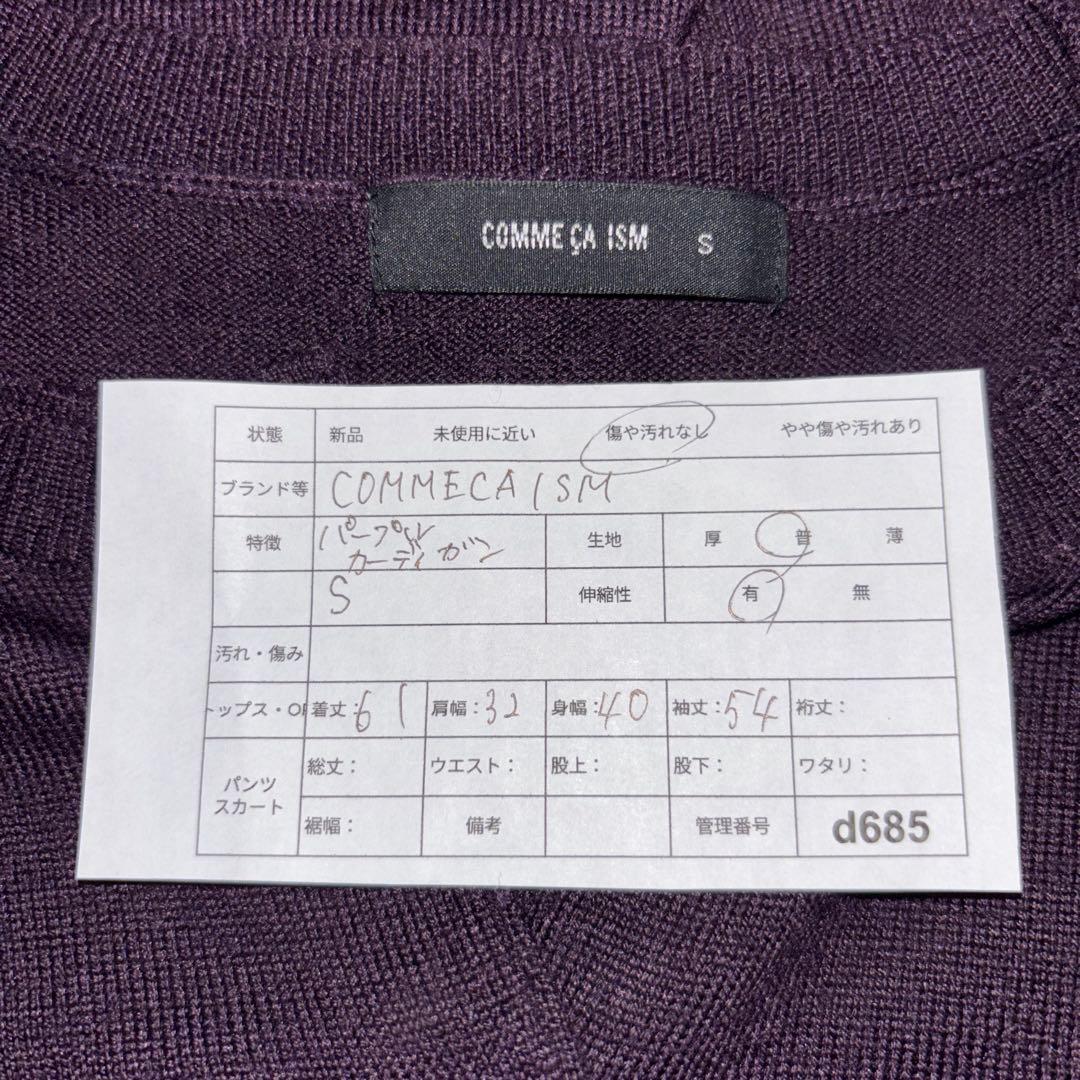 COMME ÇA ISM S
状態 新品 未使用に近い 傷や汚れなし やや傷や汚れあり
ブランド等 COMMECA ISM
特徴 パープル カーディガン 生地 厚 普 薄
S 伸縮性 有 無
汚れ・傷み
トップス・OP 着丈:61 肩幅:32 身幅:40 袖丈:54 裄丈:
パンツ スカート 総丈: ウエスト: 股上: 股下: ワタリ:
裾幅: 備考 管理番号 d685